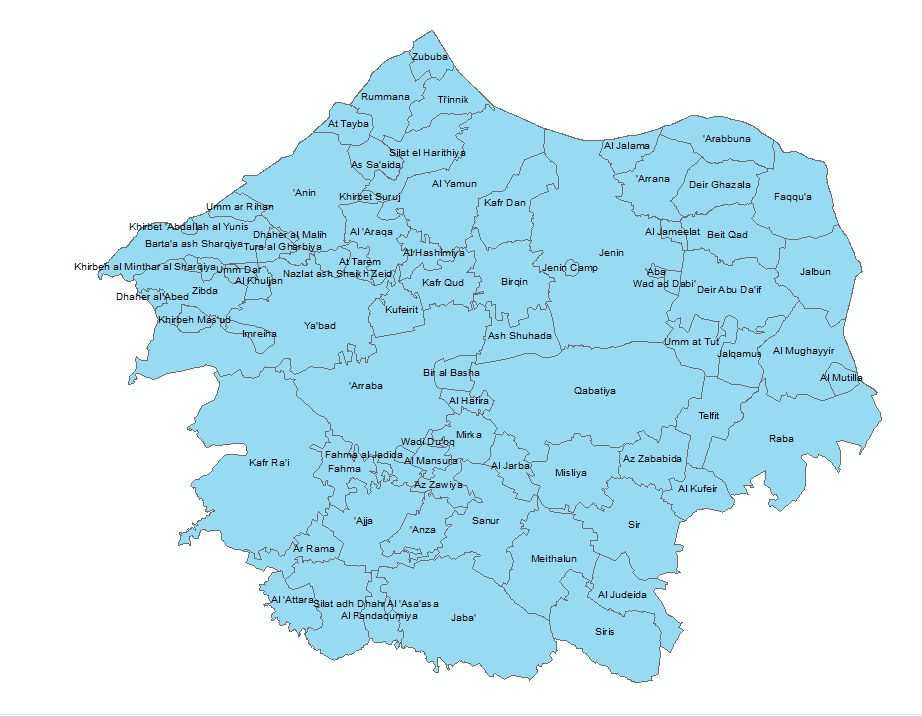 Zububa
Rummana
Ti'innik
At Tayba
'Arabbuna
Al Jalama
Silat el Harithiya
As Sa'aida
'Arrana
Deir Ghazala
Al Yamun
'Anin
Khirbet Suruj
Faqqu'a
Kafr Dan
Umm ar Rihan
Khirbet 'Abdallah al Yunis
Dhaher al Malih
Al 'Araqa
Al Jameelat
Beit Qad
Barta'a ash Sharqiya
Tura al Gharbiya
Al Hashimiya
Jenin
At Tarem
Khirbeh al Minthar al Sharqiya
Umm Dar
Nazlat ash Sheikh Zeid
Jenin Camp
'Aba
Jalbun
Al Khuljan
Kafr Qud
Birqin
Wad ad Dabi'
Deir Abu Da'if
Zibda
Dhaher al'Abed
Kufeirit
Khirbeh Mas'ud
Ya'bad
Imreiha
Ash Shuhada
Umm at Tut
Jalqamus
Al Mughayyir
Bir al Basha
Al Mutilla
'Arraba
Qabatiya
Al Hafira
Telfit
Mirka
Raba
Wadi Du'oq
Fahma al Jadida
Kafr Ra'i
Al Mansura
Az Zababida
Al Jarba
Fahma
Misliya
Az Zawiya
Al Kufeir
'Ajja
Sanur
Sir
'Anza
Ar Rama
Meithalun
Al Judeida
Al 'Attara
Silat adh Dhahr
Al 'Asa'asa
Al Fandaqumiya
Jaba'
Siris